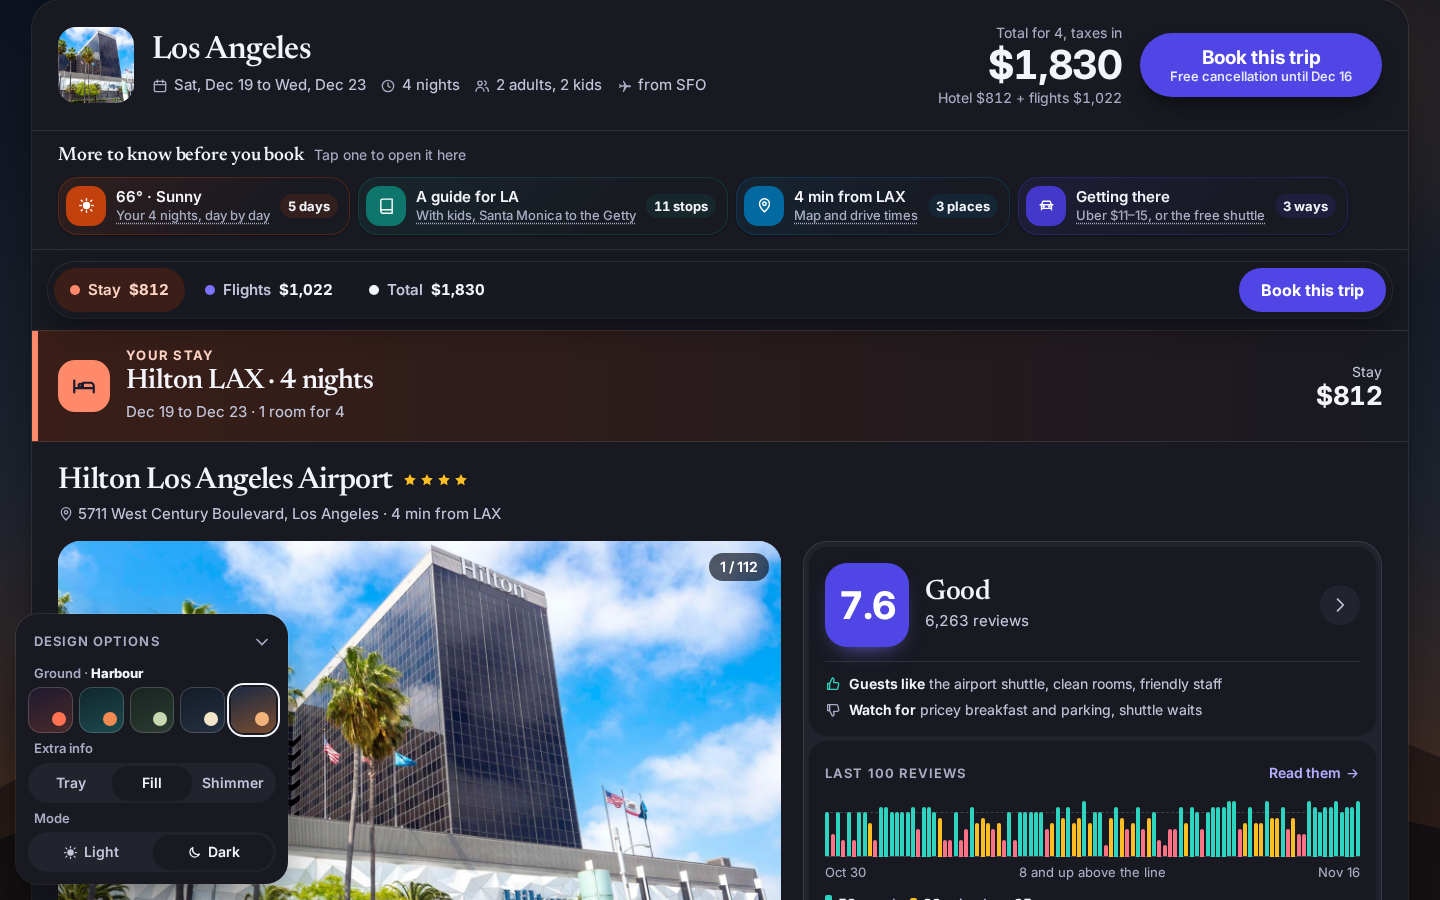 Los Angeles
Sat, Dec 19 to Wed, Dec 23 4 nights 2 adults, 2 kids from SFO
Total for 4, taxes in
$1,830
Hotel $812 + flights $1,022
Book this trip
Free cancellation until Dec 16
More to know before you book Tap one to open it here
66° · Sunny
Your 4 nights, day by day
5 days
A guide for LA
With kids, Santa Monica to the Getty
11 stops
4 min from LAX
Map and drive times
3 places
Getting there
Uber $11–15, or the free shuttle
3 ways
Stay $812 Flights $1,022 Total $1,830
Book this trip
YOUR STAY
Hilton LAX · 4 nights
Dec 19 to Dec 23 · 1 room for 4
Stay
$812
Hilton Los Angeles Airport
5711 West Century Boulevard, Los Angeles · 4 min from LAX
Hilton
1 / 112
7.6
Good
6,263 reviews
Guests like the airport shuttle, clean rooms, friendly staff
Watch for pricey breakfast and parking, shuttle waits
LAST 100 REVIEWS
Read them →
Oct 30
8 and up above the line
Nov 16
DESIGN OPTIONS
Ground · Harbour
Extra info
Tray Fill Shimmer
Mode
Light Dark